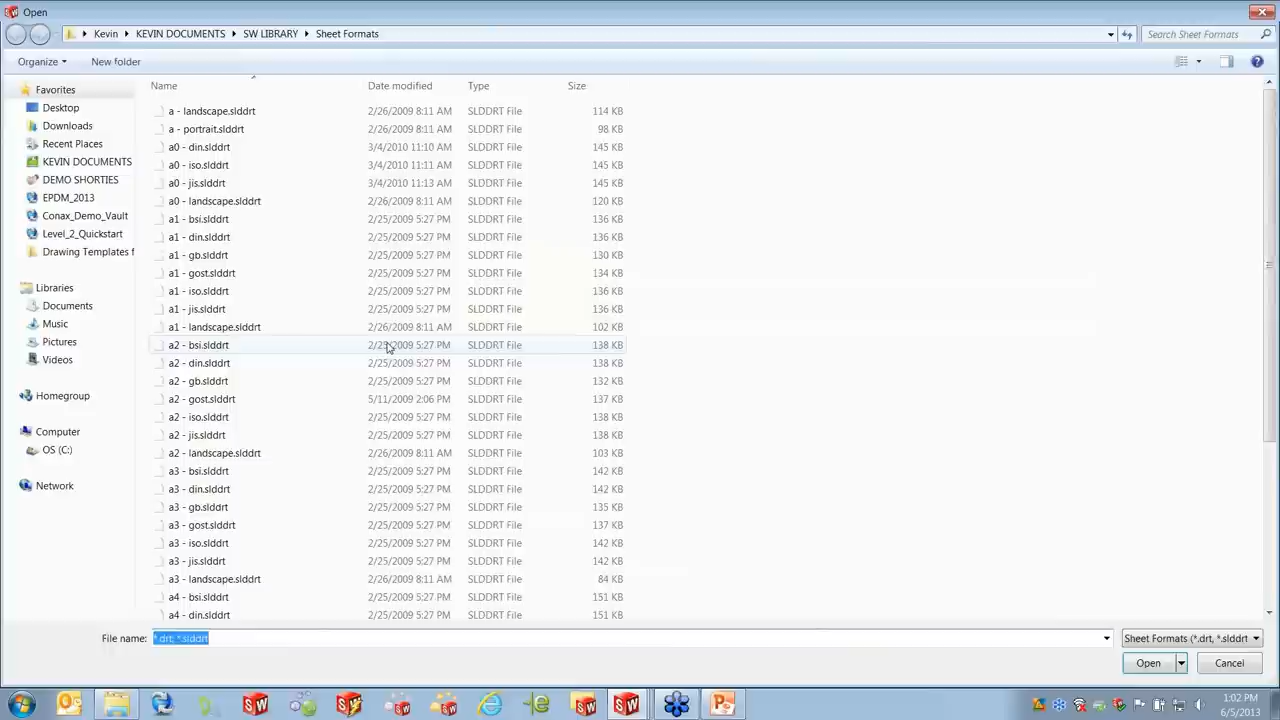 Open
Kevin ▸ KEVIN DOCUMENTS ▸ SW LIBRARY ▸ Sheet Formats
Search Sheet Formats
Organize ▾ New folder
Name Date modified Type Size
Favorites
Desktop
Downloads
Recent Places
KEVIN DOCUMENTS
DEMO SHORTIES
EPDM_2013
Conax_Demo_Vault
Level_2_Quickstart
Drawing Templates f
Libraries
Documents
Music
Pictures
Videos
Homegroup
Computer
OS (C:)
Network
a - landscape.slddrt 2/26/2009 8:11 AM SLDDRT File 114 KB
a - portrait.slddrt 2/26/2009 8:11 AM SLDDRT File 98 KB
a0 - din.slddrt 3/4/2010 11:10 AM SLDDRT File 145 KB
a0 - iso.slddrt 3/4/2010 11:11 AM SLDDRT File 145 KB
a0 - jis.slddrt 3/4/2010 11:13 AM SLDDRT File 145 KB
a0 - landscape.slddrt 2/26/2009 8:11 AM SLDDRT File 120 KB
a1 - bsi.slddrt 2/25/2009 5:27 PM SLDDRT File 136 KB
a1 - din.slddrt 2/25/2009 5:27 PM SLDDRT File 136 KB
a1 - gb.slddrt 2/25/2009 5:27 PM SLDDRT File 130 KB
a1 - gost.slddrt 2/25/2009 5:27 PM SLDDRT File 134 KB
a1 - iso.slddrt 2/25/2009 5:27 PM SLDDRT File 136 KB
a1 - jis.slddrt 2/25/2009 5:27 PM SLDDRT File 136 KB
a1 - landscape.slddrt 2/26/2009 8:11 AM SLDDRT File 102 KB
a2 - bsi.slddrt 2/25/2009 5:27 PM SLDDRT File 138 KB
a2 - din.slddrt 2/25/2009 5:27 PM SLDDRT File 138 KB
a2 - gb.slddrt 2/25/2009 5:27 PM SLDDRT File 132 KB
a2 - gost.slddrt 5/11/2009 2:06 PM SLDDRT File 137 KB
a2 - iso.slddrt 2/25/2009 5:27 PM SLDDRT File 138 KB
a2 - jis.slddrt 2/25/2009 5:27 PM SLDDRT File 138 KB
a2 - landscape.slddrt 2/26/2009 8:11 AM SLDDRT File 103 KB
a3 - bsi.slddrt 2/25/2009 5:27 PM SLDDRT File 142 KB
a3 - din.slddrt 2/25/2009 5:27 PM SLDDRT File 142 KB
a3 - gb.slddrt 2/25/2009 5:27 PM SLDDRT File 135 KB
a3 - gost.slddrt 2/25/2009 5:27 PM SLDDRT File 137 KB
a3 - iso.slddrt 2/25/2009 5:27 PM SLDDRT File 142 KB
a3 - jis.slddrt 2/25/2009 5:27 PM SLDDRT File 142 KB
a3 - landscape.slddrt 2/26/2009 8:11 AM SLDDRT File 84 KB
a4 - bsi.slddrt 2/25/2009 5:27 PM SLDDRT File 151 KB
a4 - din.slddrt 2/25/2009 5:27 PM SLDDRT File 151 KB
File name: *.drt; *.slddrt
Sheet Formats (*.drt, *.slddrt
Open Cancel
1:02 PM
6/5/2013